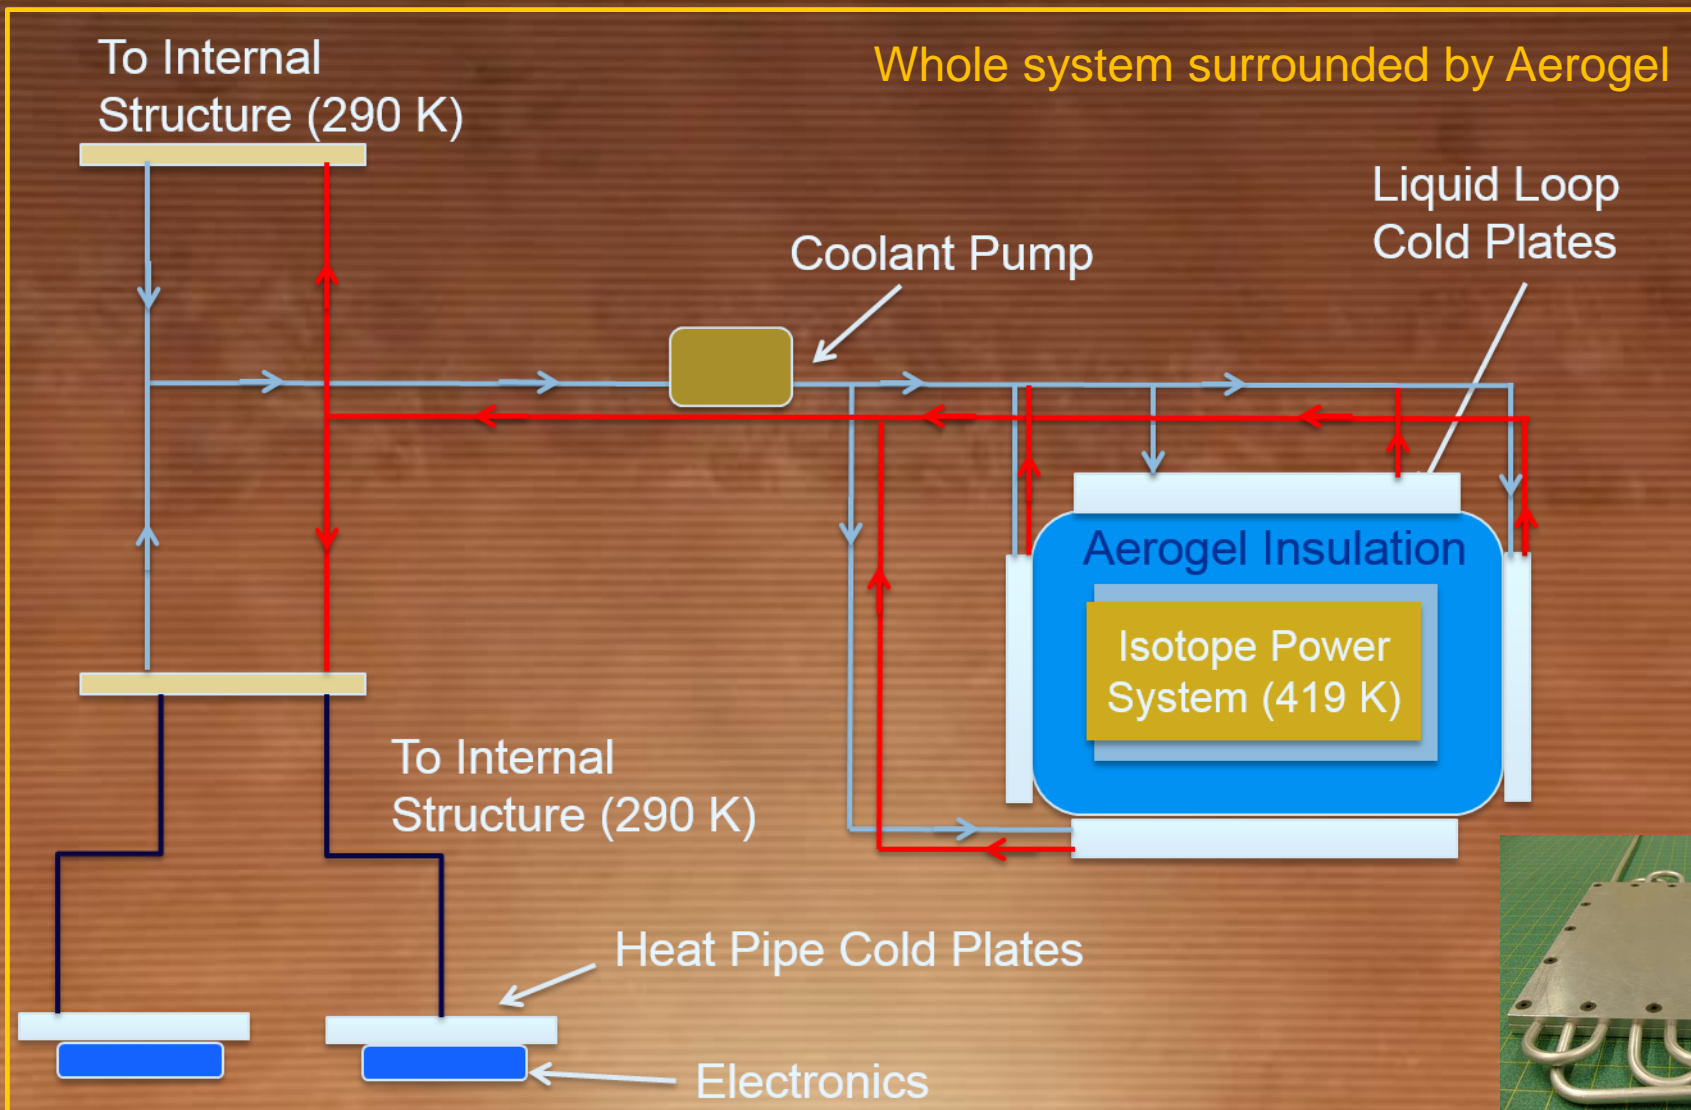 To Internal
Structure (290 K)
Whole system surrounded by Aerogel
Liquid Loop
Cold Plates
Coolant Pump
Aerogel Insulation
Isotope Power
System (419 K)
To Internal
Structure (290 K)
Heat Pipe Cold Plates
Electronics